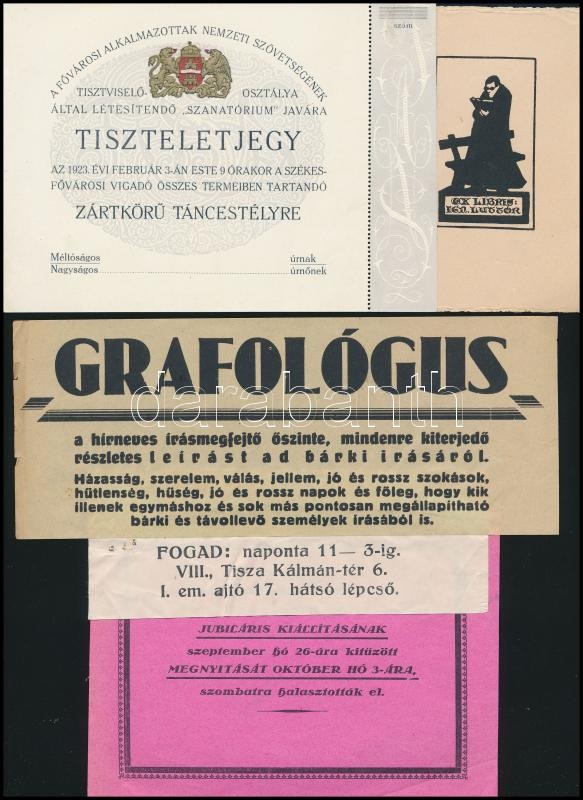 A FŐVÁROSI ALKALMAZOTTAK NEMZETI SZÖVETSÉGÉNEK
TISZTVISELŐ- OSZTÁLYA
ÁLTAL LÉTESÍTENDŐ „SZANATÓRIUM" JAVÁRA
TISZTELETJEGY
AZ 1923. ÉVI FEBRUÁR 3-ÁN ESTE 9 ÓRAKOR A SZÉKES-
FŐVÁROSI VIGADÓ ÖSSZES TERMEIBEN TARTANDÓ
ZÁRTKÖRŰ TÁNCESTÉLYRE
Méltóságos úrnak
Nagyságos úrnőnek
szám
EX LIBRIS:
IGN. LUTTOR
GRAFOLÓGUS
darabanth
a hírneves írásmegfejtő őszinte, mindenre kiterjedő
részletes leírást ad bárki irásáról.
Házasság, szerelem, válás, jellem, jó és rossz szokások,
hűtlenség, hűség, jó és rossz napok és főleg, hogy kik
illenek egymáshoz és sok más pontosan megállapítható
bárki és távollevő személyek írásából is.
FOGAD: naponta 11— 3-ig.
VIII., Tisza Kálmán-tér 6.
I. em. ajtó 17. hátsó lépcső.
JUBILÁRIS KIÁLLÍTÁSÁNAK
szeptember hó 26-ára kitűzött
MEGNYITÁSÁT OKTÓBER HÓ 3-ÁRA,
szombatra halasztották el.